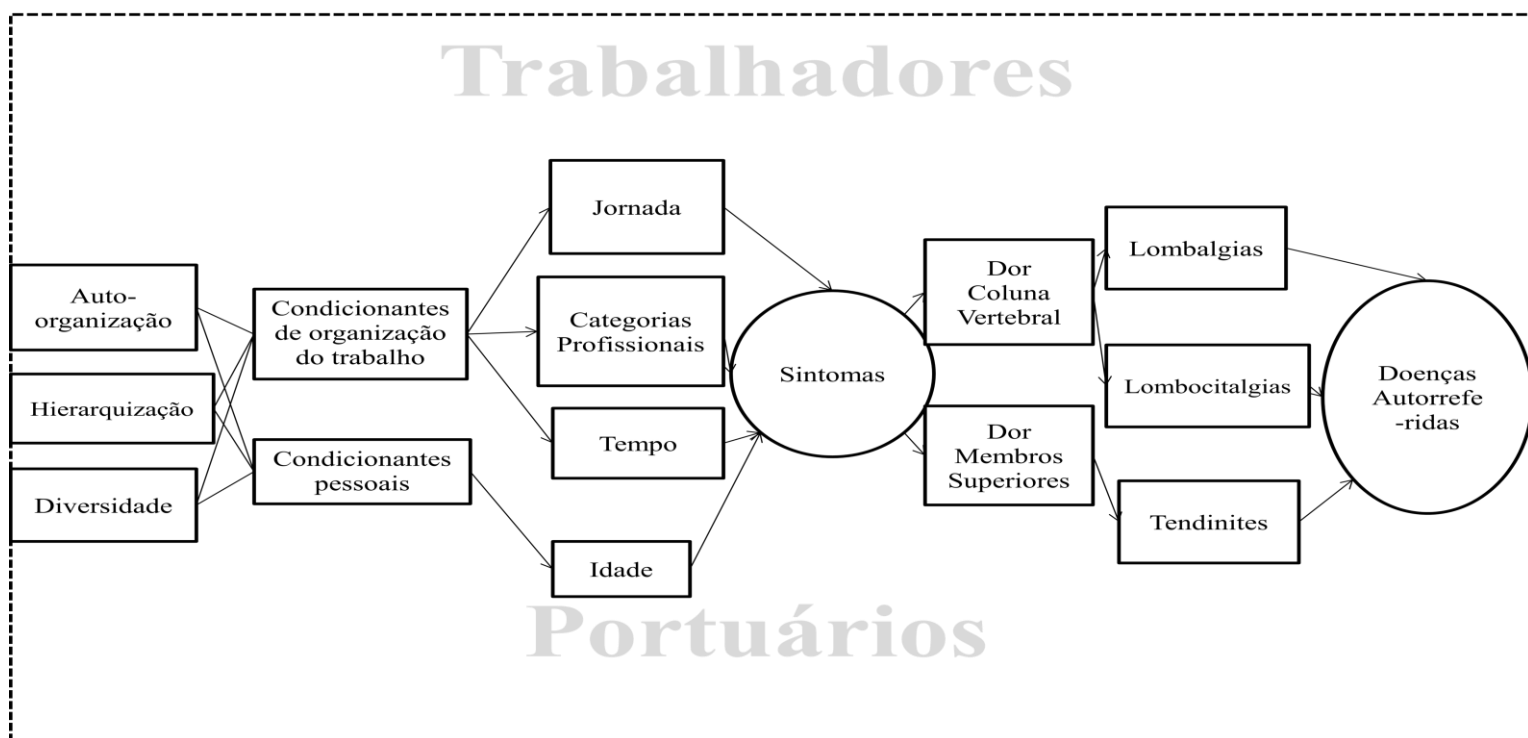 Trabalhadores
Auto-
organização
Hierarquização
Diversidade
Condicionantes
de organização
do trabalho
Condicionantes
pessoais
Jornada
Categorias
Profissionais
Tempo
Idade
Sintomas
Dor
Coluna
Vertebral
Dor
Membros
Superiores
Lombalgias
Lombocitalgias
Tendinites
Doenças
Autorrefe
-ridas
Portuários